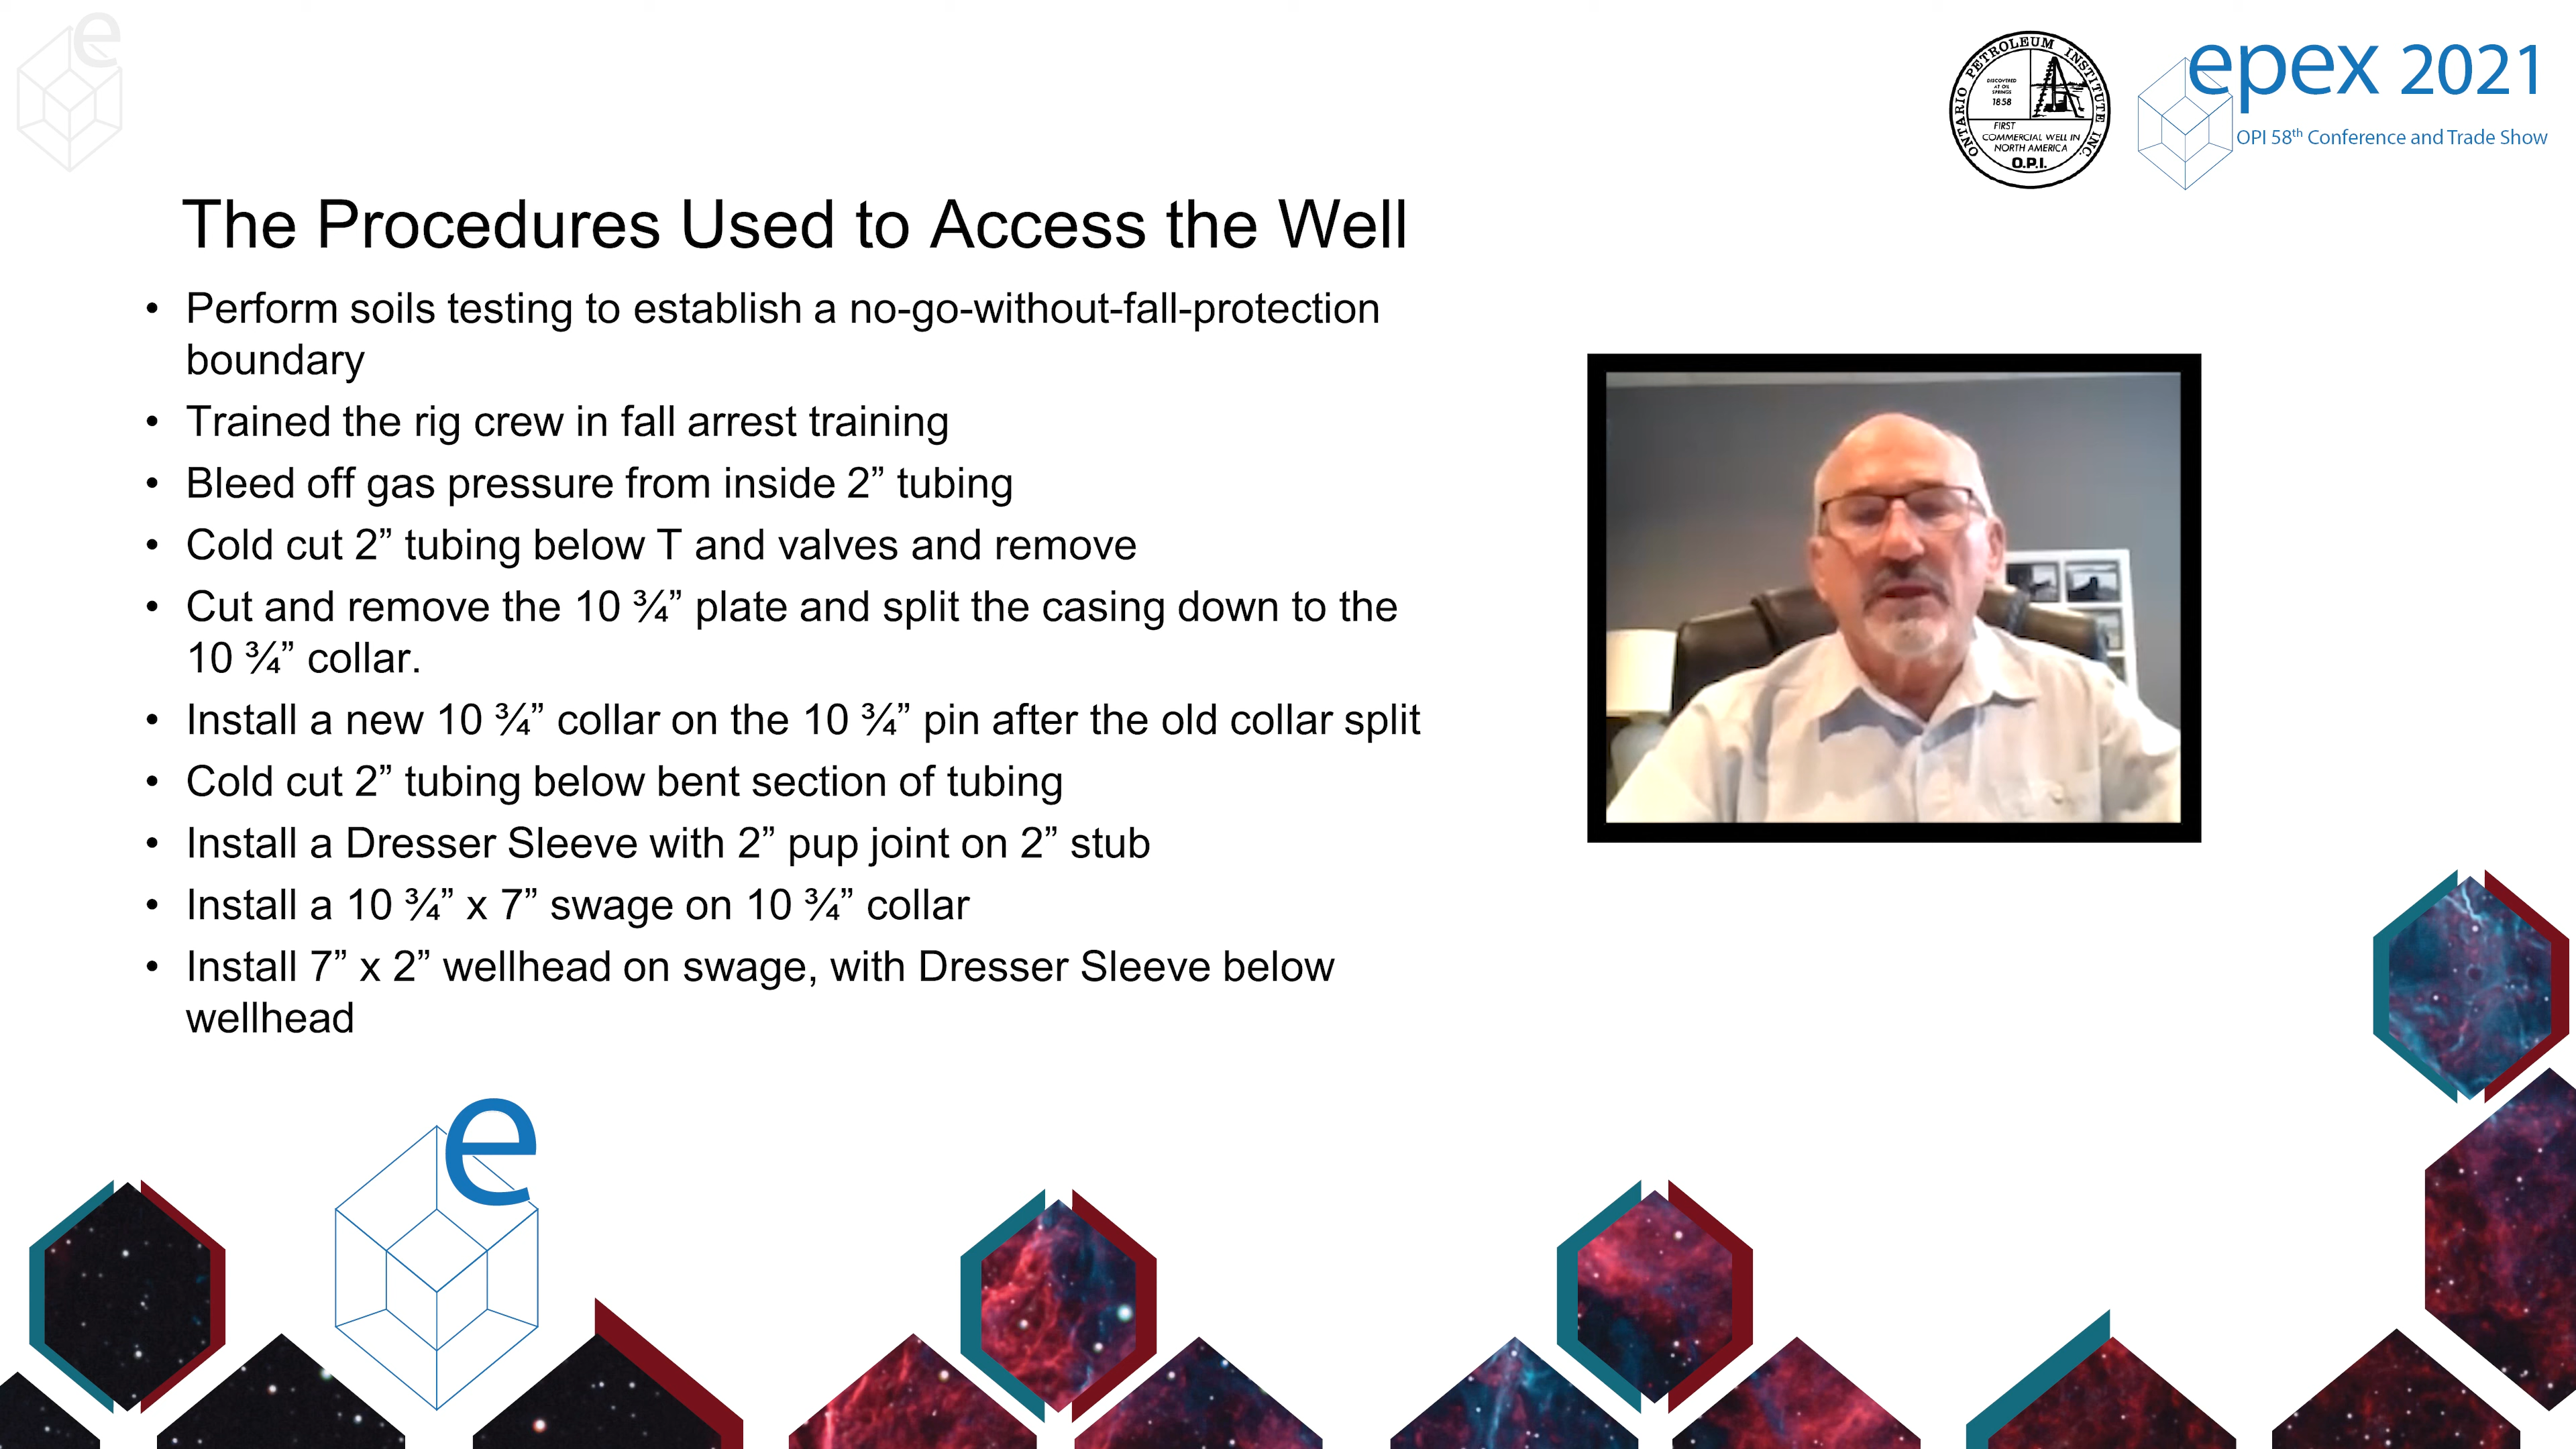 e
ONTARIO PETROLEUM INSTITUTE INC.
DISCOVERED
AT OIL
SPRINGS
1858
FIRST
COMMERCIAL WELL IN
NORTH AMERICA
O.P.I.
epex 2021
OPI 58th Conference and Trade Show
The Procedures Used to Access the Well
• Perform soils testing to establish a no-go-without-fall-protection
boundary
• Trained the rig crew in fall arrest training
• Bleed off gas pressure from inside 2” tubing
• Cold cut 2” tubing below T and valves and remove
• Cut and remove the 10 ¾” plate and split the casing down to the
10 ¾” collar.
• Install a new 10 ¾” collar on the 10 ¾” pin after the old collar split
• Cold cut 2” tubing below bent section of tubing
• Install a Dresser Sleeve with 2” pup joint on 2” stub
• Install a 10 ¾” x 7” swage on 10 ¾” collar
• Install 7” x 2” wellhead on swage, with Dresser Sleeve below
wellhead
e